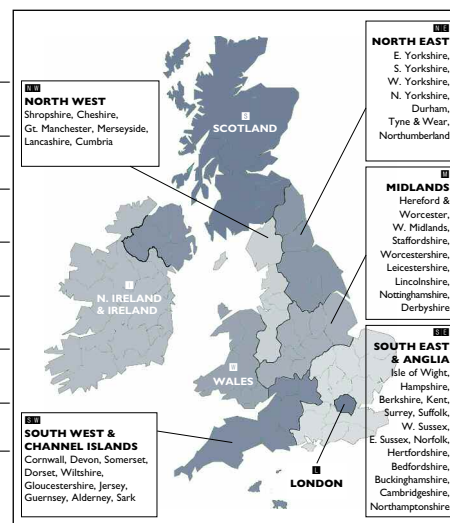 NW
NORTH WEST
Shropshire, Cheshire,
Gt. Manchester, Merseyside,
Lancashire, Cumbria
S
SCOTLAND
NE
NORTH EAST
E. Yorkshire,
S. Yorkshire,
W. Yorkshire,
N. Yorkshire,
Durham,
Tyne & Wear,
Northumberland
M
MIDLANDS
Hereford &
Worcester,
W. Midlands,
Staffordshire,
Worcestershire,
Leicestershire,
Lincolnshire,
Nottinghamshire,
Derbyshire
I
N. IRELAND
& IRELAND
W
WALES
SE
SOUTH EAST
& ANGLIA
Isle of Wight,
Hampshire,
Berkshire, Kent,
Surrey, Suffolk,
W. Sussex,
E. Sussex, Norfolk,
Hertfordshire,
Bedfordshire,
Buckinghamshire,
Cambridgeshire,
Northamptonshire
SW
SOUTH WEST &
CHANNEL ISLANDS
Cornwall, Devon, Somerset,
Dorset, Wiltshire,
Gloucestershire, Jersey,
Guernsey, Alderney, Sark
L
LONDON